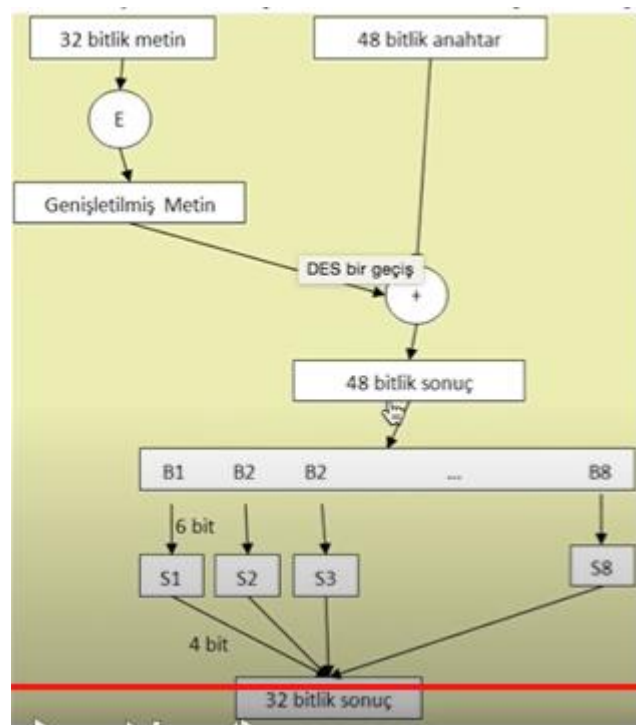 32 bitlik metin
48 bitlik anahtar
E
Genişletilmiş Metin
DES bir geçiş
+
48 bitlik sonuç
B1 B2 B2 ... B8
6 bit
S1 S2 S3 S8
4 bit
32 bitlik sonuç